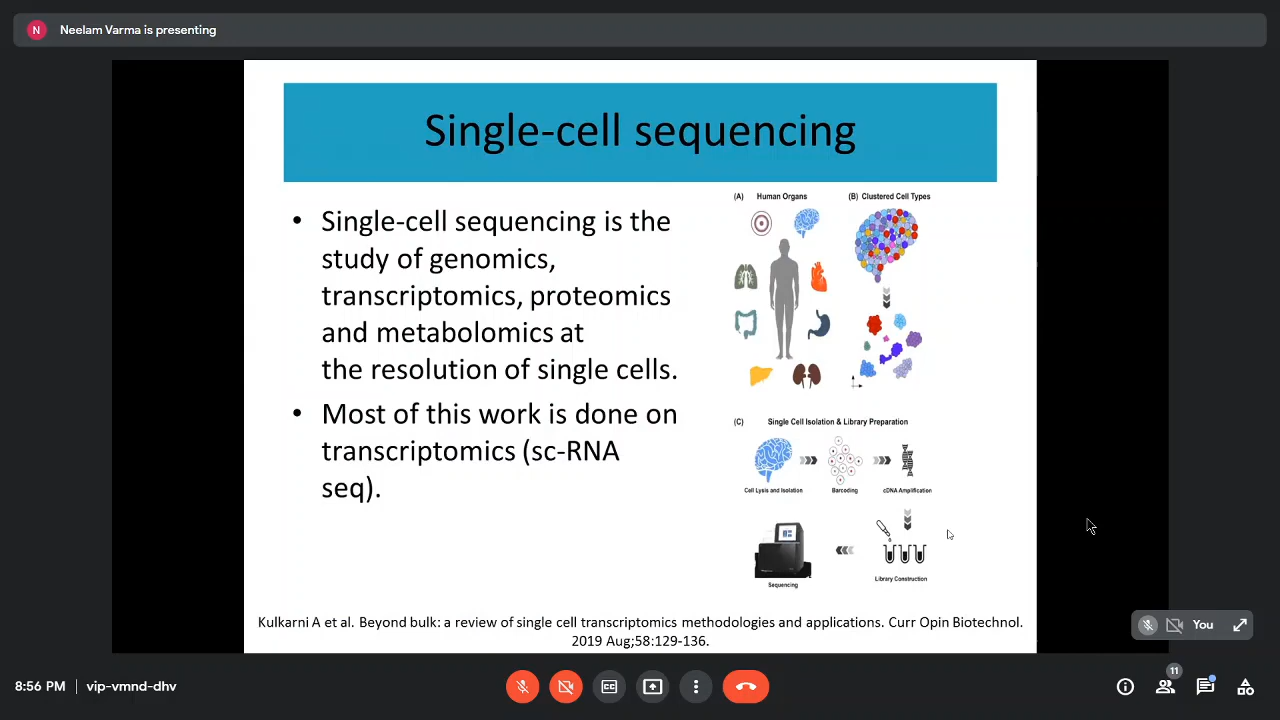 N Neelam Varma is presenting
Single-cell sequencing
• Single-cell sequencing is the
study of genomics,
transcriptomics, proteomics
and metabolomics at
the resolution of single cells.
• Most of this work is done on
transcriptomics (sc-RNA
seq).
(A) Human Organs
(B) Clustered Cell Types
(C) Single Cell Isolation & Library Preparation
Cell Lysis and Isolation
Barcoding
cDNA Amplification
Sequencing
Library Construction
Kulkarni A et al. Beyond bulk: a review of single cell transcriptomics methodologies and applications. Curr Opin Biotechnol.
2019 Aug;58:129-136.
You
8:56 PM | vip-vmnd-dhv
CC
11